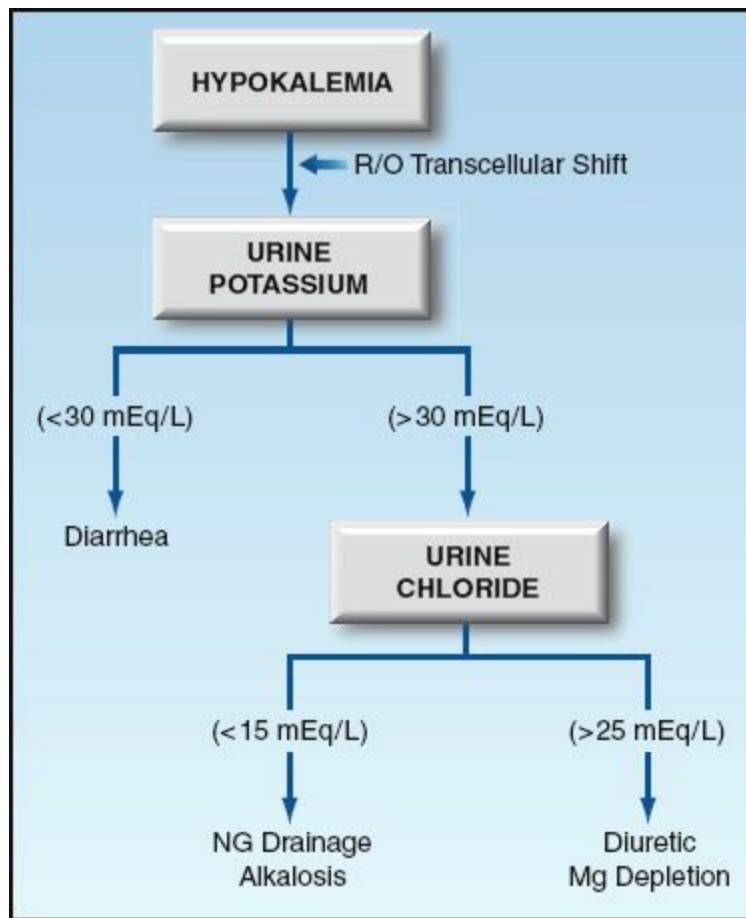 HYPOKALEMIA
R/O Transcellular Shift
URINE
POTASSIUM
(<30 mEq/L)
(>30 mEq/L)
Diarrhea
URINE
CHLORIDE
(<15 mEq/L)
(>25 mEq/L)
NG Drainage
Alkalosis
Diuretic
Mg Depletion